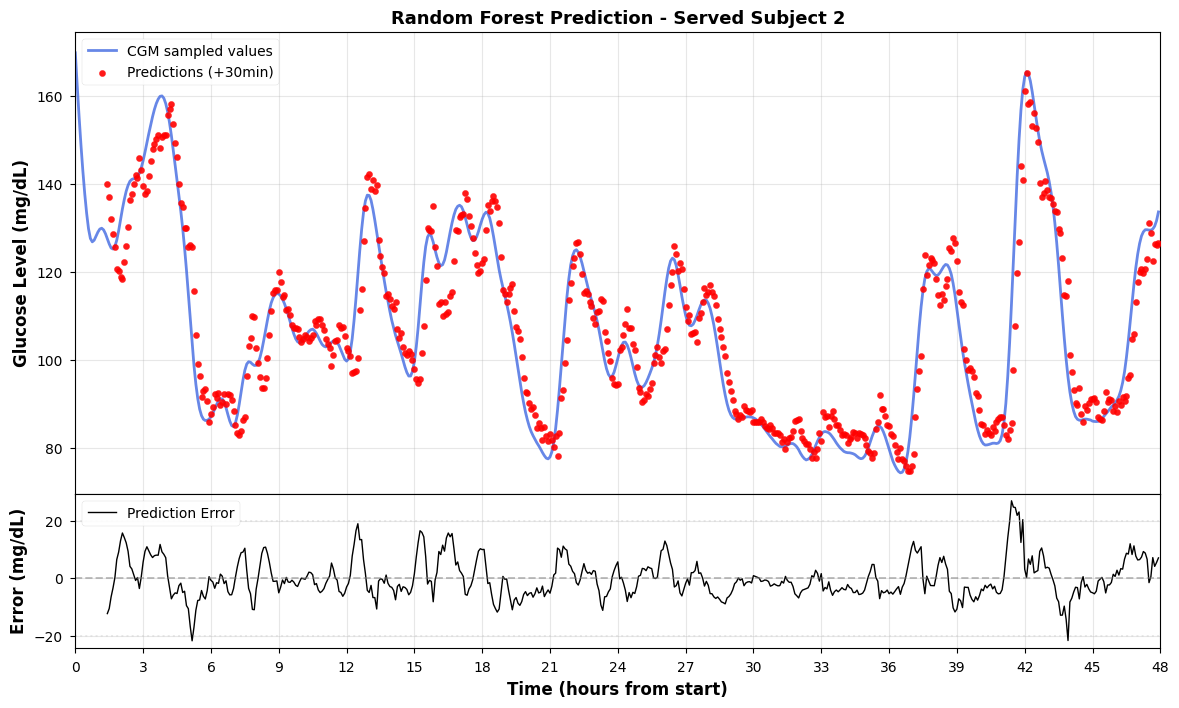 Random Forest Prediction - Served Subject 2
CGM sampled values
Predictions (+30min)
Glucose Level (mg/dL)
160
140
120
100
80
Prediction Error
Error (mg/dL)
20
0
−20
0 3 6 9 12 15 18 21 24 27 30 33 36 39 42 45 48
Time (hours from start)